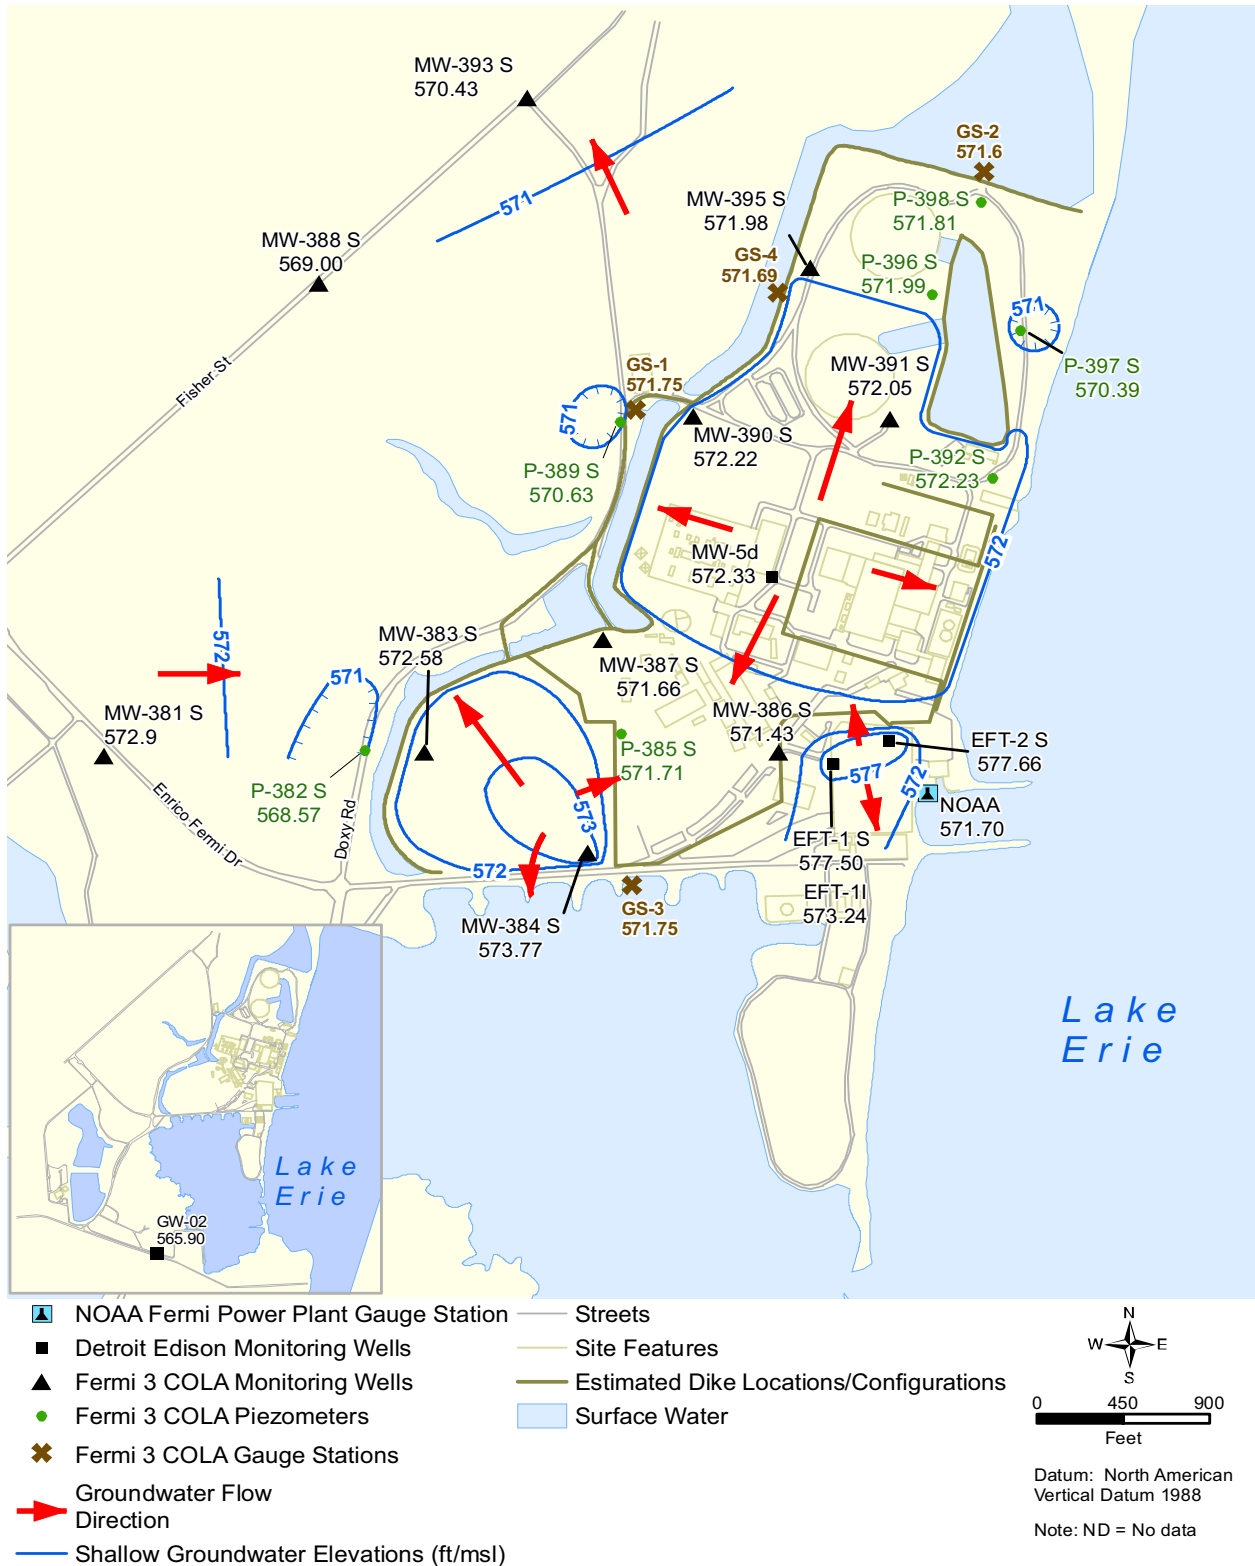 MW-393 S
570.43
GS-2
571.6
571
MW-395 S
571.98
P-398 S
571.81
MW-388 S
569.00
GS-4
571.69
P-396 S
571.99
571
P-397 S
570.39
Fisher St
GS-1
571.75
MW-391 S
572.05
571
MW-390 S
572.22
P-389 S
570.63
P-392 S
572.23
572
MW-5d
572.33
572
MW-383 S
572.58
MW-387 S
571.66
571
MW-381 S
572.9
MW-386 S
571.43
P-385 S
571.71
EFT-2 S
577.66
577
572
P-382 S
568.57
Enrico Fermi Dr
Doxy Rd
573
NOAA
571.70
EFT-1 S
577.50
572
EFT-1I
573.24
MW-384 S
573.77
GS-3
571.75
Lake
Erie
Lake
Erie
GW-02
565.90
NOAA Fermi Power Plant Gauge Station
Detroit Edison Monitoring Wells
Fermi 3 COLA Monitoring Wells
Fermi 3 COLA Piezometers
Fermi 3 COLA Gauge Stations
Groundwater Flow
Direction
Shallow Groundwater Elevations (ft/msl)
Streets
Site Features
Estimated Dike Locations/Configurations
Surface Water
N
W E
S
0 450 900
Feet
Datum: North American
Vertical Datum 1988
Note: ND = No data